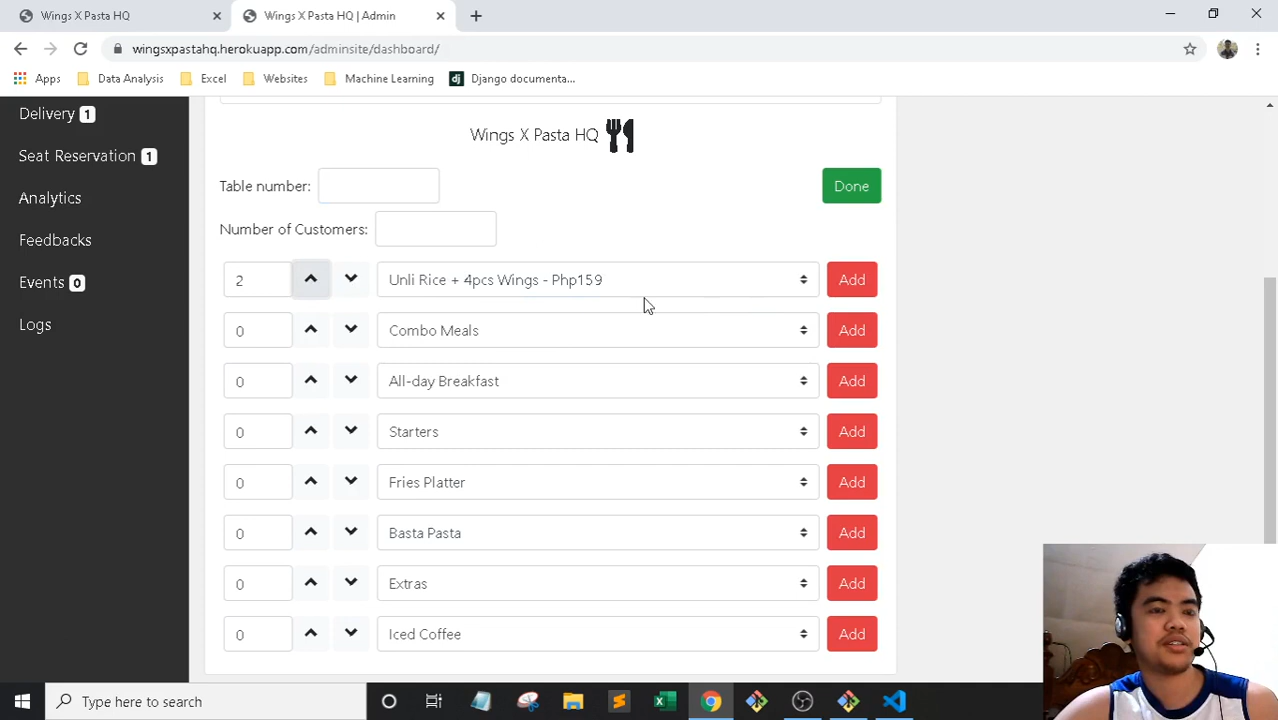 Wings X Pasta HQ
Wings X Pasta HQ | Admin
wingsxpastahq.herokuapp.com/adminsite/dashboard/
Apps
Data Analysis
Excel
Websites
Machine Learning
dj
Django documenta...
Delivery 1
Seat Reservation 1
Analytics
Feedbacks
Events 0
Logs
Wings X Pasta HQ
Table number:
Done
Number of Customers:
2 Unli Rice + 4pcs Wings - Php159 Add
0 Combo Meals Add
0 All-day Breakfast Add
0 Starters Add
0 Fries Platter Add
0 Basta Pasta Add
0 Extras Add
0 Iced Coffee Add
Type here to search